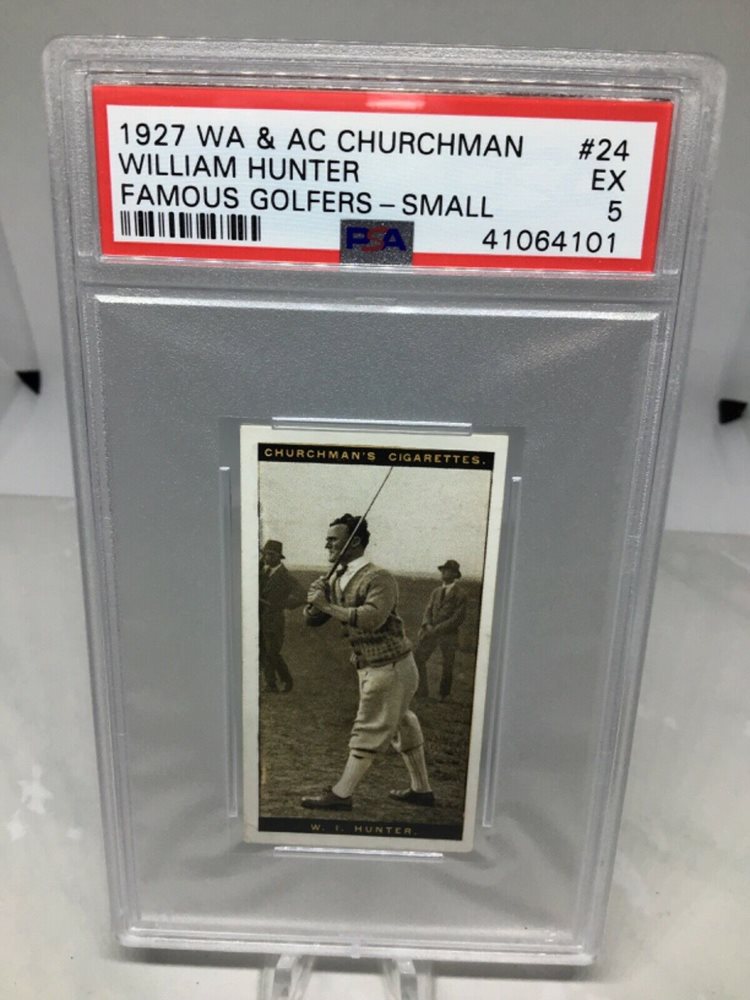 1927 WA & AC CHURCHMAN #24
WILLIAM HUNTER EX
FAMOUS GOLFERS – SMALL 5
PSA 41064101
CHURCHMAN'S CIGARETTES.
W. I. HUNTER.